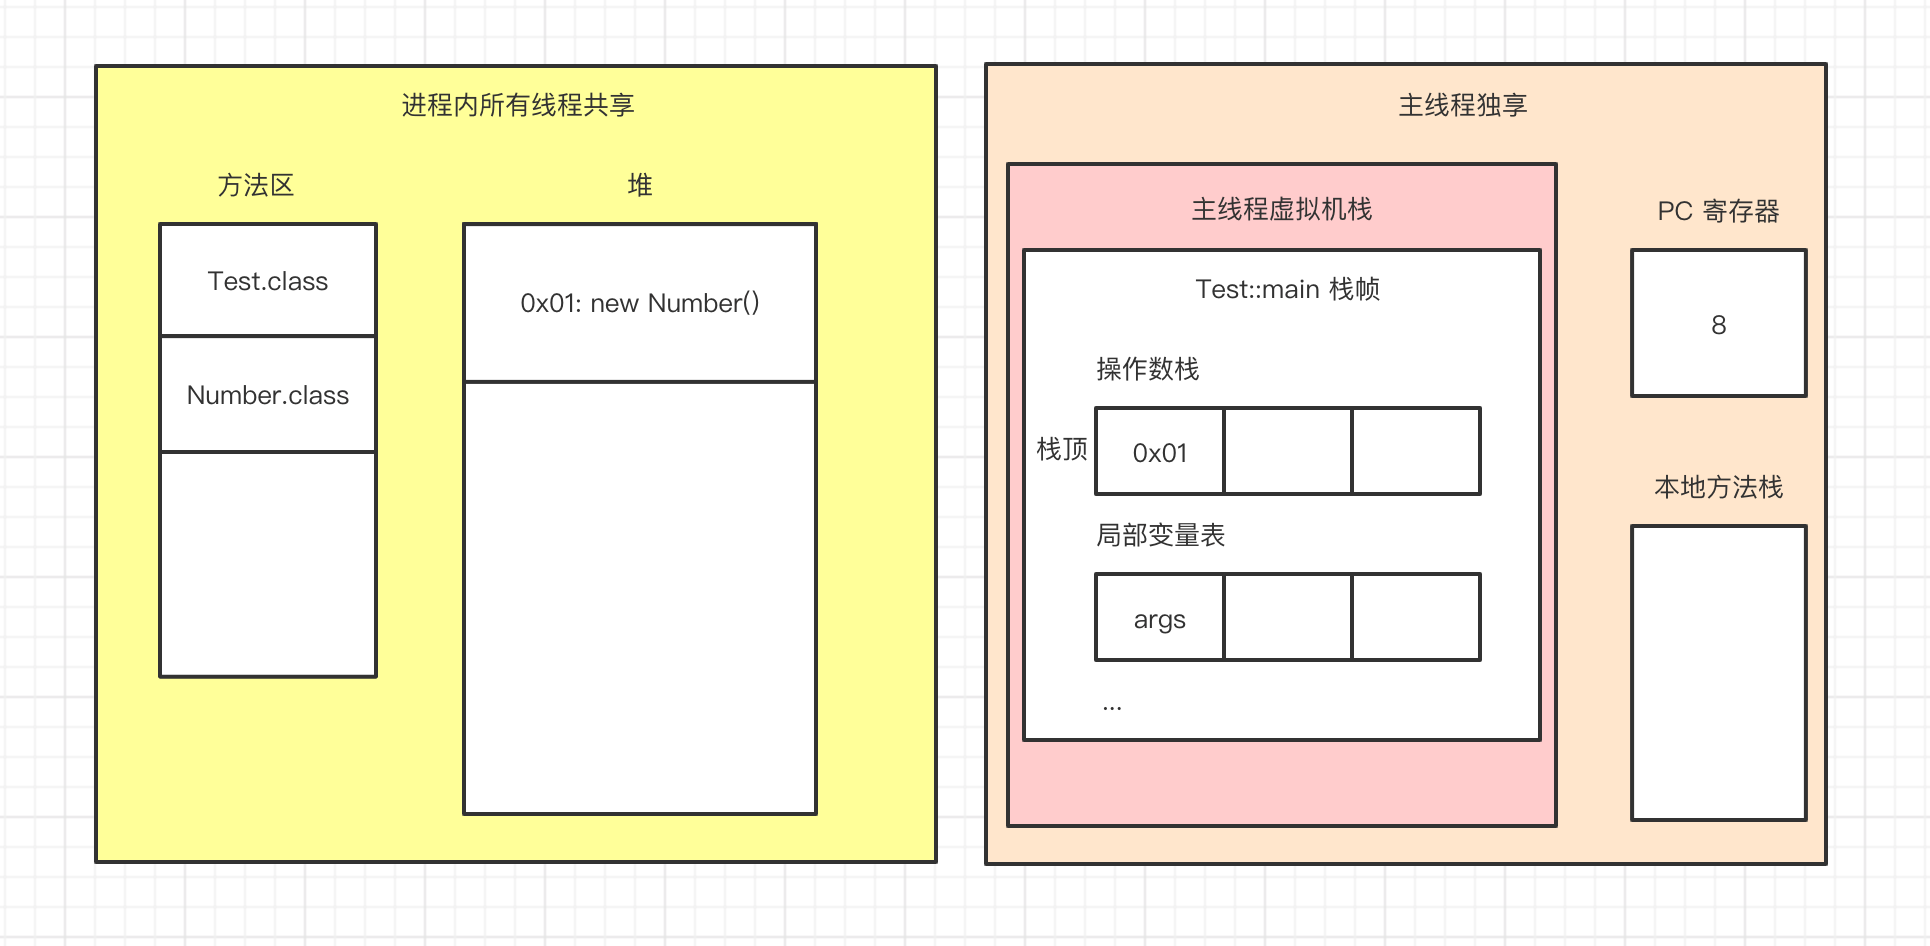 进程内所有线程共享
方法区
Test.class
Number.class
堆
0x01: new Number()
主线程独享
主线程虚拟机栈
Test::main 栈帧
操作数栈
栈顶
0x01
局部变量表
args
...
PC 寄存器
8
本地方法栈